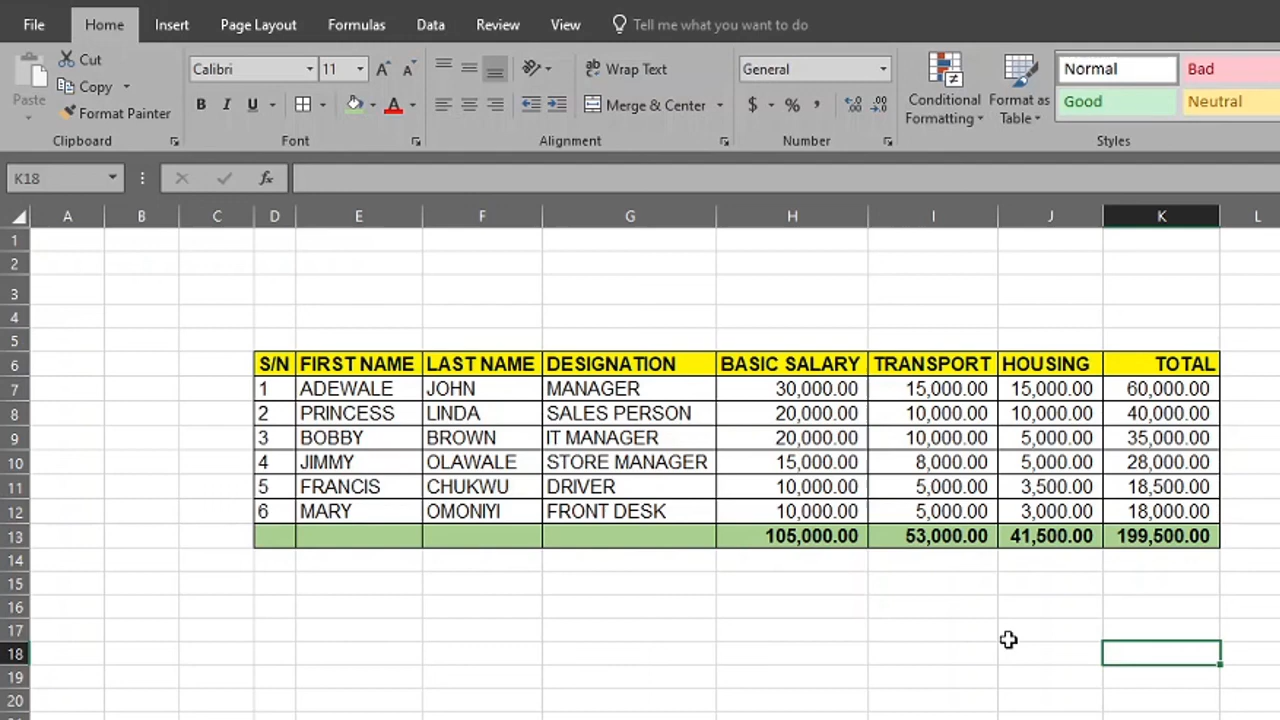 File Home Insert Page Layout Formulas Data Review View Tell me what you want to do
Paste
Cut
Copy
Format Painter
Clipboard
Calibri 11 A A
B I U A
Font
ab Wrap Text
Merge & Center
Alignment
General
$ % , .00 .0
Number
Conditional Formatting
Format as Table
Normal Bad
Good Neutral
Styles
K18 fx
A B C D E F G H I J K L
1
2
3
4
5
6 S/N FIRST NAME LAST NAME DESIGNATION BASIC SALARY TRANSPORT HOUSING TOTAL
7 1 ADEWALE JOHN MANAGER 30,000.00 15,000.00 15,000.00 60,000.00
8 2 PRINCESS LINDA SALES PERSON 20,000.00 10,000.00 10,000.00 40,000.00
9 3 BOBBY BROWN IT MANAGER 20,000.00 10,000.00 5,000.00 35,000.00
10 4 JIMMY OLAWALE STORE MANAGER 15,000.00 8,000.00 5,000.00 28,000.00
11 5 FRANCIS CHUKWU DRIVER 10,000.00 5,000.00 3,500.00 18,500.00
12 6 MARY OMONIYI FRONT DESK 10,000.00 5,000.00 3,000.00 18,000.00
13 105,000.00 53,000.00 41,500.00 199,500.00
14
15
16
17
18
19
20